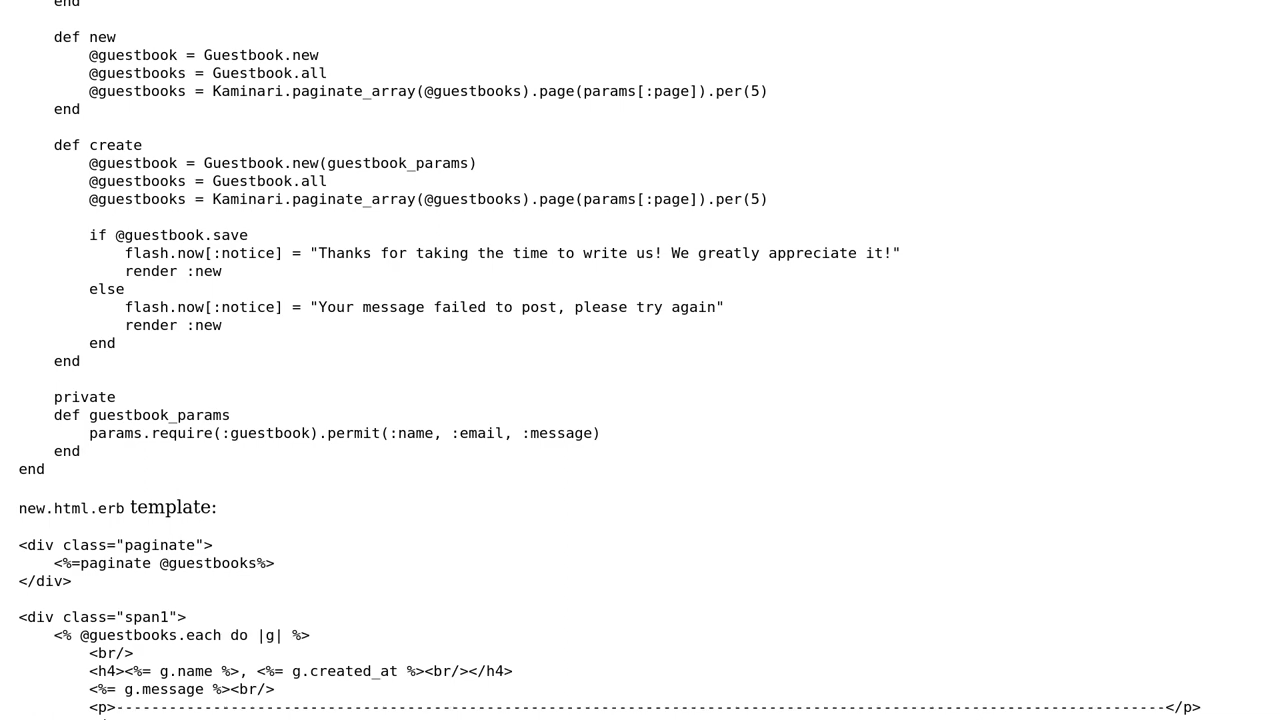 end
def new
@guestbook = Guestbook.new
@guestbooks = Guestbook.all
@guestbooks = Kaminari.paginate_array(@guestbooks).page(params[:page]).per(5)
end
def create
@guestbook = Guestbook.new(guestbook_params)
@guestbooks = Guestbook.all
@guestbooks = Kaminari.paginate_array(@guestbooks).page(params[:page]).per(5)
if @guestbook.save
flash.now[:notice] = "Thanks for taking the time to write us! We greatly appreciate it!"
render :new
else
flash.now[:notice] = "Your message failed to post, please try again"
render :new
end
end
private
def guestbook_params
params.require(:guestbook).permit(:name, :email, :message)
end
end
new.html.erb template:
<div class="paginate">
<%=paginate @guestbooks%>
</div>
<div class="span1">
<% @guestbooks.each do |g| %>
<br/>
<h4><%= g.name %>, <%= g.created_at %><br/></h4>
<%= g.message %><br/>
<p>-----------------------------------------------------------------------------------------------------------------------</p>